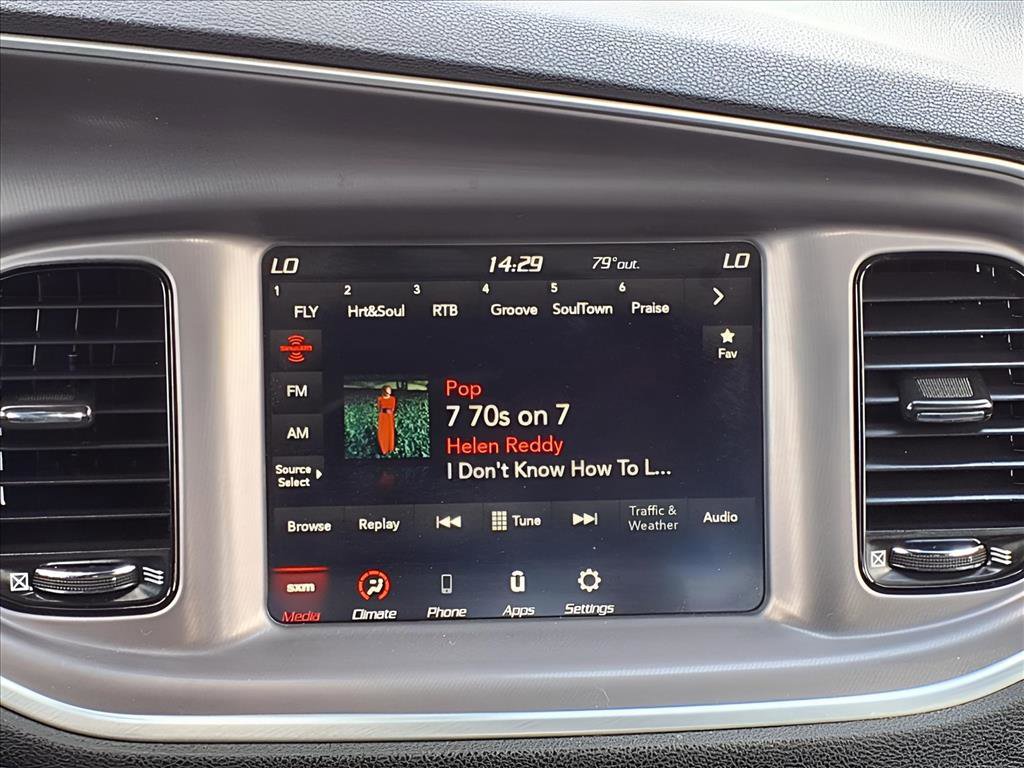 LO 14:29 79°out. LO
1 2 3 4 5 6
FLY Hrt&Soul RTB Groove SoulTown Praise
SiriusXM
Fav
FM
AM
Source
Select
Pop
7 70s on 7
Helen Reddy
I Don't Know How To L...
Browse Replay Tune Traffic &
Weather Audio
sxm
Media Climate Phone Apps Settings